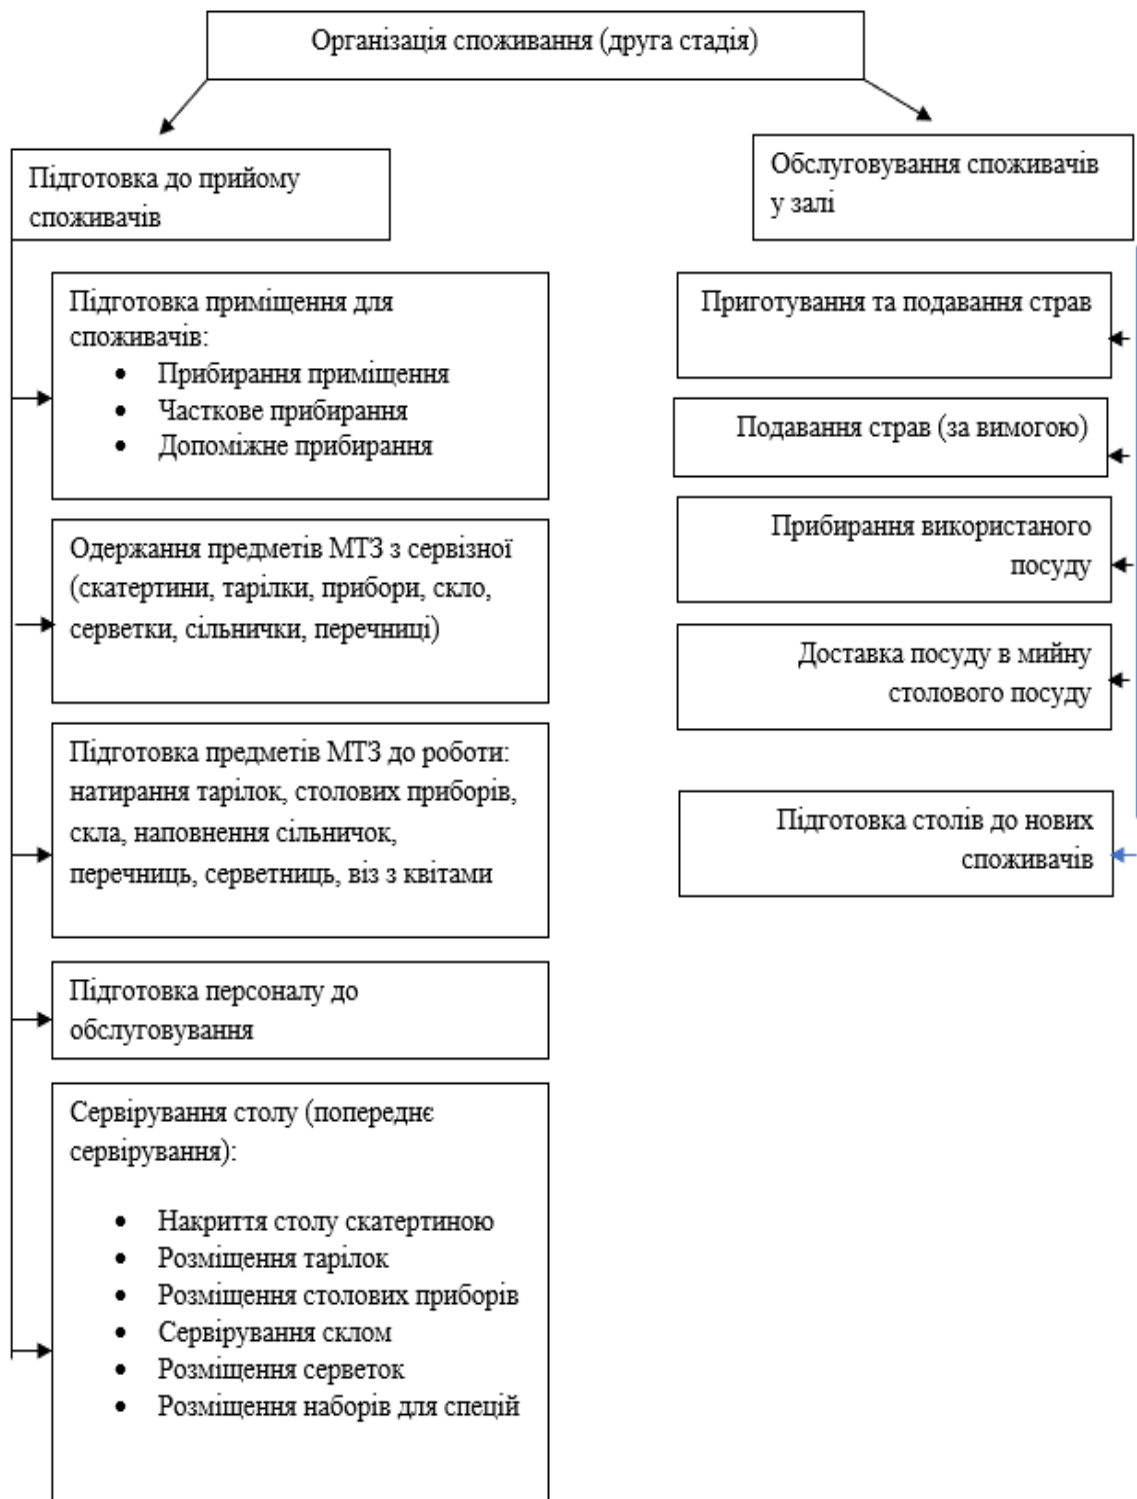 Організація споживання (друга стадія)
Підготовка до прийому
споживачів
Підготовка приміщення для
споживачів:
• Прибирання приміщення
• Часткове прибирання
• Допоміжне прибирання
Одержання предметів МТЗ з сервізної
(скатертини, тарілки, прибори, скло,
серветки, сільнички, перечниці)
Підготовка предметів МТЗ до роботи:
натирання тарілок, столових приборів,
скла, наповнення сільничок,
перечниць, серветниць, віз з квітами
Підготовка персоналу до
обслуговування
Сервірування столу (попереднє
сервірування):
• Накриття столу скатертиною
• Розміщення тарілок
• Розміщення столових приборів
• Сервірування склом
• Розміщення серветок
• Розміщення наборів для спецій
Обслуговування споживачів
у залі
Приготування та подавання страв
Подавання страв (за вимогою)
Прибирання використаного
посуду
Доставка посуду в мийну
столового посуду
Підготовка столів до нових
споживачів